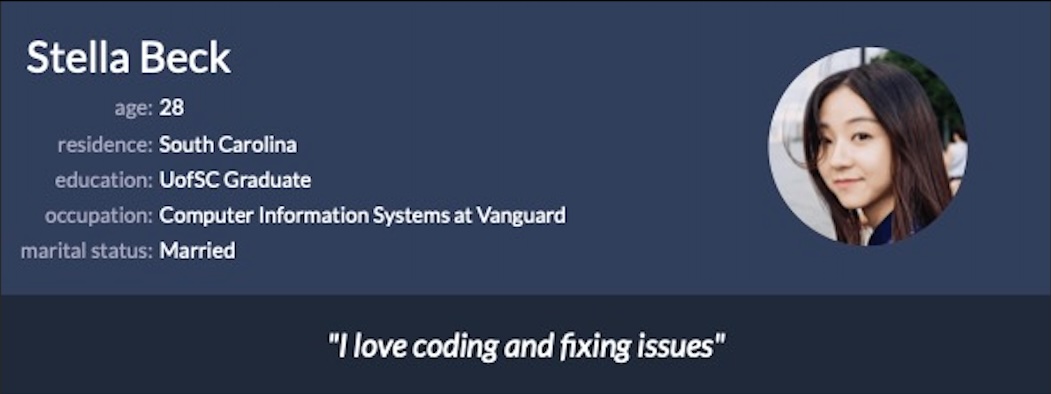 Stella Beck
age: 28
residence: South Carolina
education: UofSC Graduate
occupation: Computer Information Systems at Vanguard
marital status: Married
"I love coding and fixing issues"